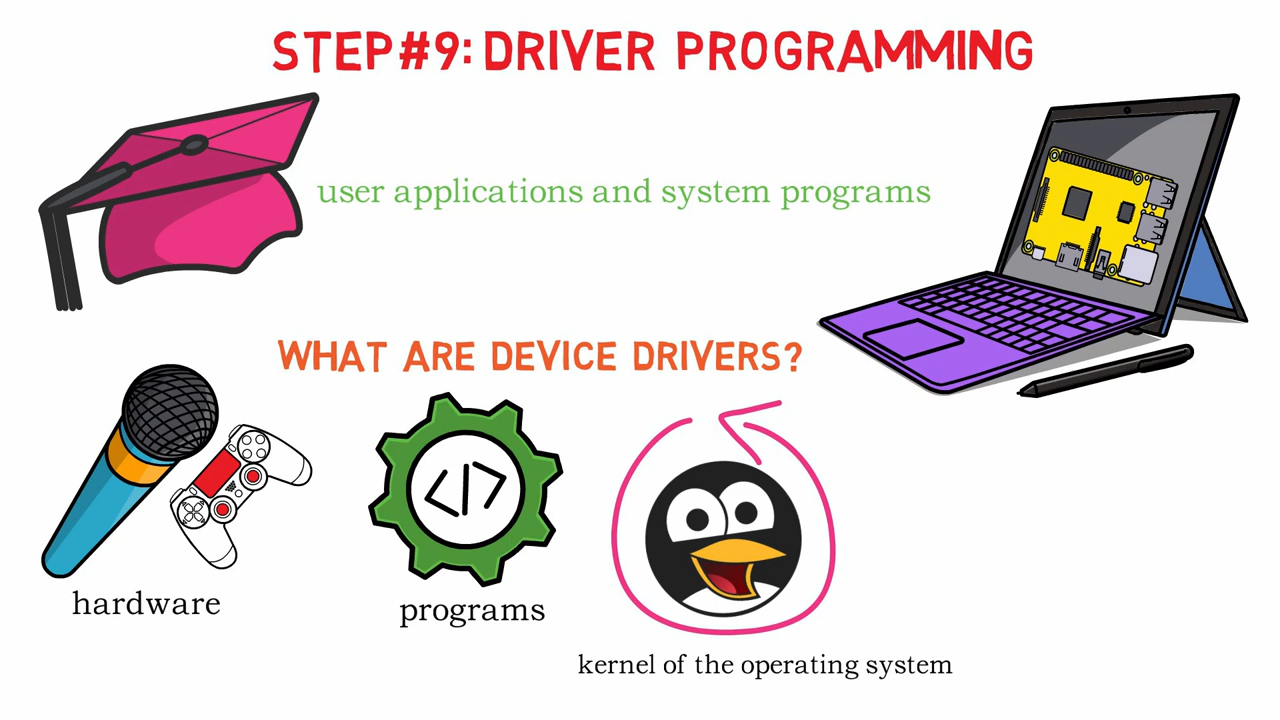 STEP#9: DRIVER PROGRAMMING
user applications and system programs
WHAT ARE DEVICE DRIVERS?
</>
hardware
programs
kernel of the operating system